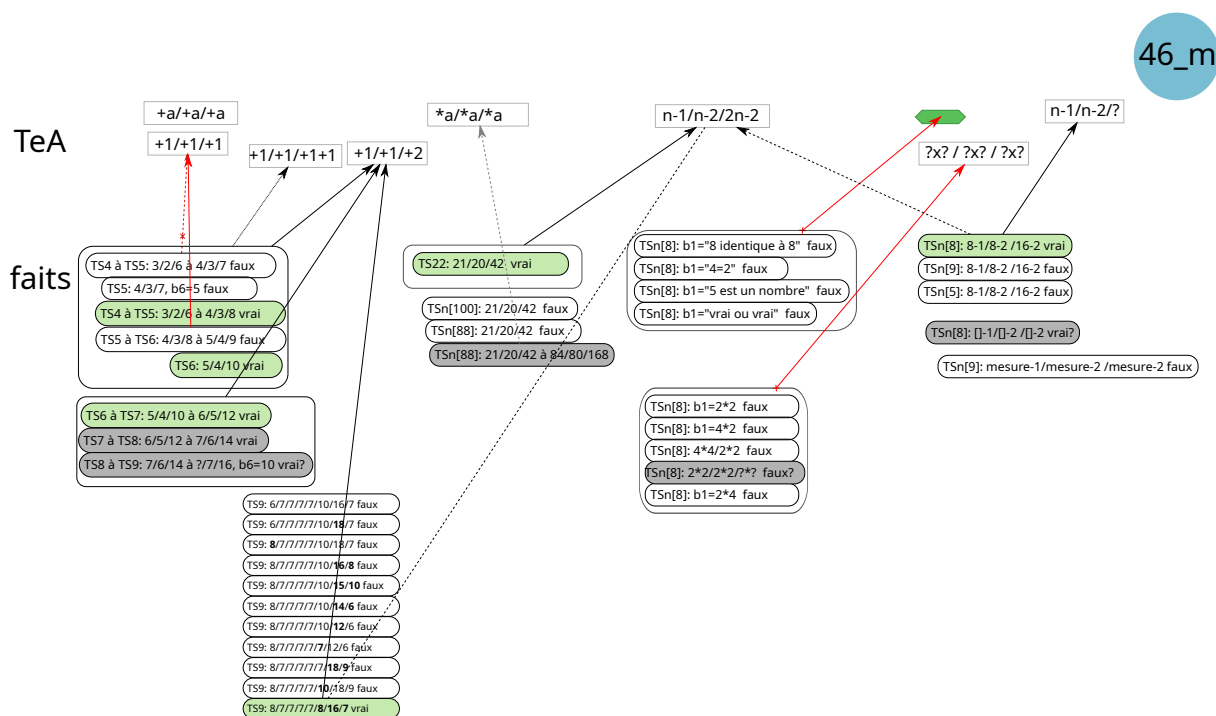 46_m
TeA
+a/+a/+a
+1/+1/+1
+1/+1/+1+1
+1/+1/+2
*a/*a/*a
n-1/n-2/2n-2
?x? / ?x? / ?x?
n-1/n-2/?
faits
TS4 à TS5: 3/2/6 à 4/3/7 faux
TS5: 4/3/7, b6=5 faux
TS4 à TS5: 3/2/6 à 4/3/8 vrai
TS5 à TS6: 4/3/8 à 5/4/9 faux
TS6: 5/4/10 vrai
TS6 à TS7: 5/4/10 à 6/5/12 vrai
TS7 à TS8: 6/5/12 à 7/6/14 vrai
TS8 à TS9: 7/6/14 à ?/7/16, b6=10 vrai?
TS9: 6/7/7/7/7/10/16/7 faux
TS9: 6/7/7/7/7/10/18/7 faux
TS9: 8/7/7/7/7/10/18/7 faux
TS9: 8/7/7/7/7/10/16/8 faux
TS9: 8/7/7/7/7/10/15/10 faux
TS9: 8/7/7/7/7/10/14/6 faux
TS9: 8/7/7/7/7/10/12/6 faux
TS9: 8/7/7/7/7/7/12/6 faux
TS9: 8/7/7/7/7/7/18/9 faux
TS9: 8/7/7/7/7/10/18/9 faux
TS9: 8/7/7/7/7/8/16/7 vrai
TS22: 21/20/42 vrai
TSn[100]: 21/20/42 faux
TSn[88]: 21/20/42 faux
TSn[88]: 21/20/42 à 84/80/168
TSn[8]: b1="8 identique à 8" faux
TSn[8]: b1="4=2" faux
TSn[8]: b1="5 est un nombre" faux
TSn[8]: b1="vrai ou vrai" faux
TSn[8]: b1=2*2 faux
TSn[8]: b1=4*2 faux
TSn[8]: 4*4/2*2 faux
TSn[8]: 2*2/2*2/?*? faux?
TSn[8]: b1=2*4 faux
TSn[8]: 8-1/8-2 /16-2 vrai
TSn[9]: 8-1/8-2 /16-2 faux
TSn[5]: 8-1/8-2 /16-2 faux
TSn[8]: []-1/[]-2 /[]-2 vrai?
TSn[9]: mesure-1/mesure-2 /mesure-2 faux